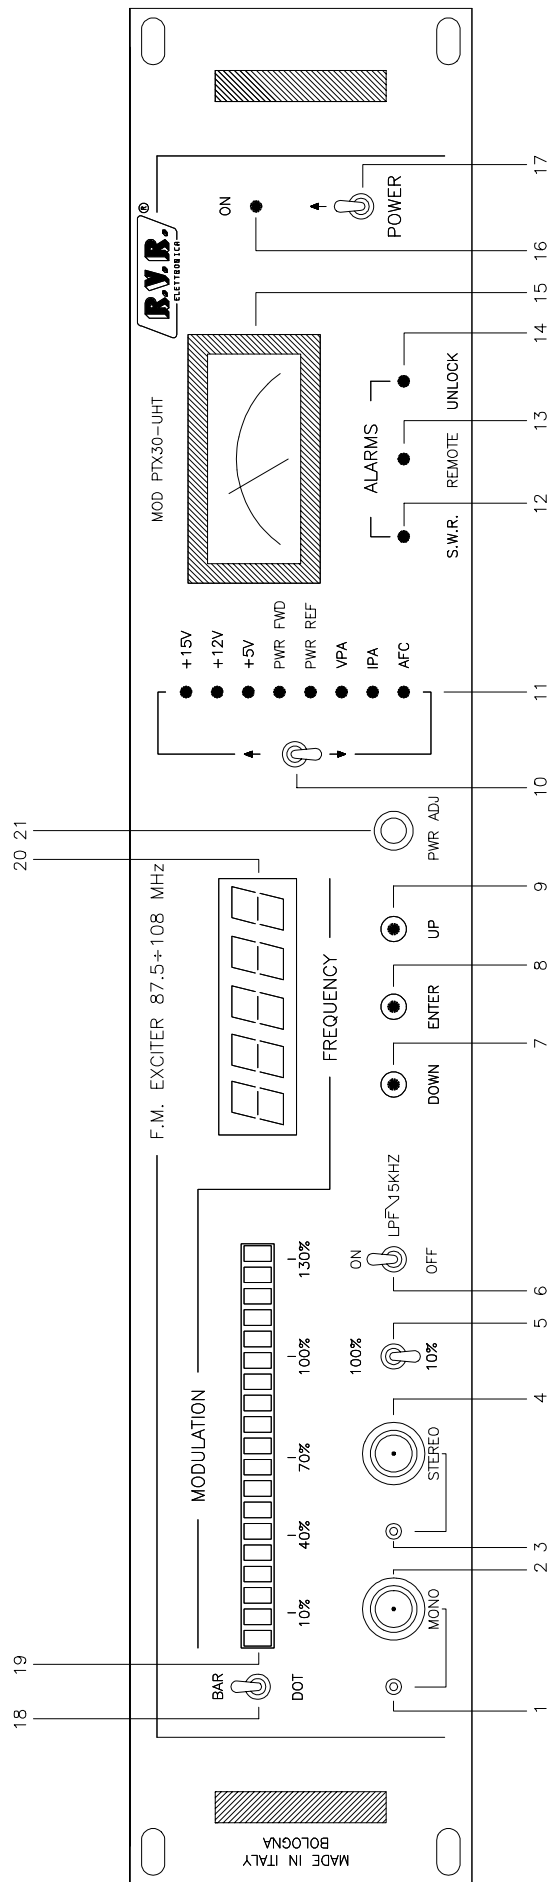 20 21
18
19
F.M. EXCITER 87.5÷108 MHz
MOD PTX30-UHT
R.V.R.®
ELETTRONICA
MODULATION
BAR
DOT
10%
40%
70%
100%
130%
FREQUENCY
+15V
+12V
+5V
PWR FWD
PWR REF
VPA
IPA
AFC
ON
POWER
ALARMS
S.W.R.
REMOTE
UNLOCK
MONO
STEREO
100%
10%
ON
OFF
LPF 15KHZ
DOWN
ENTER
UP
PWR ADJ
MADE IN ITALY
BOLOGNA
1
2
3
4
5
6
7
8
9
10
11
12
13
14
15
16
17